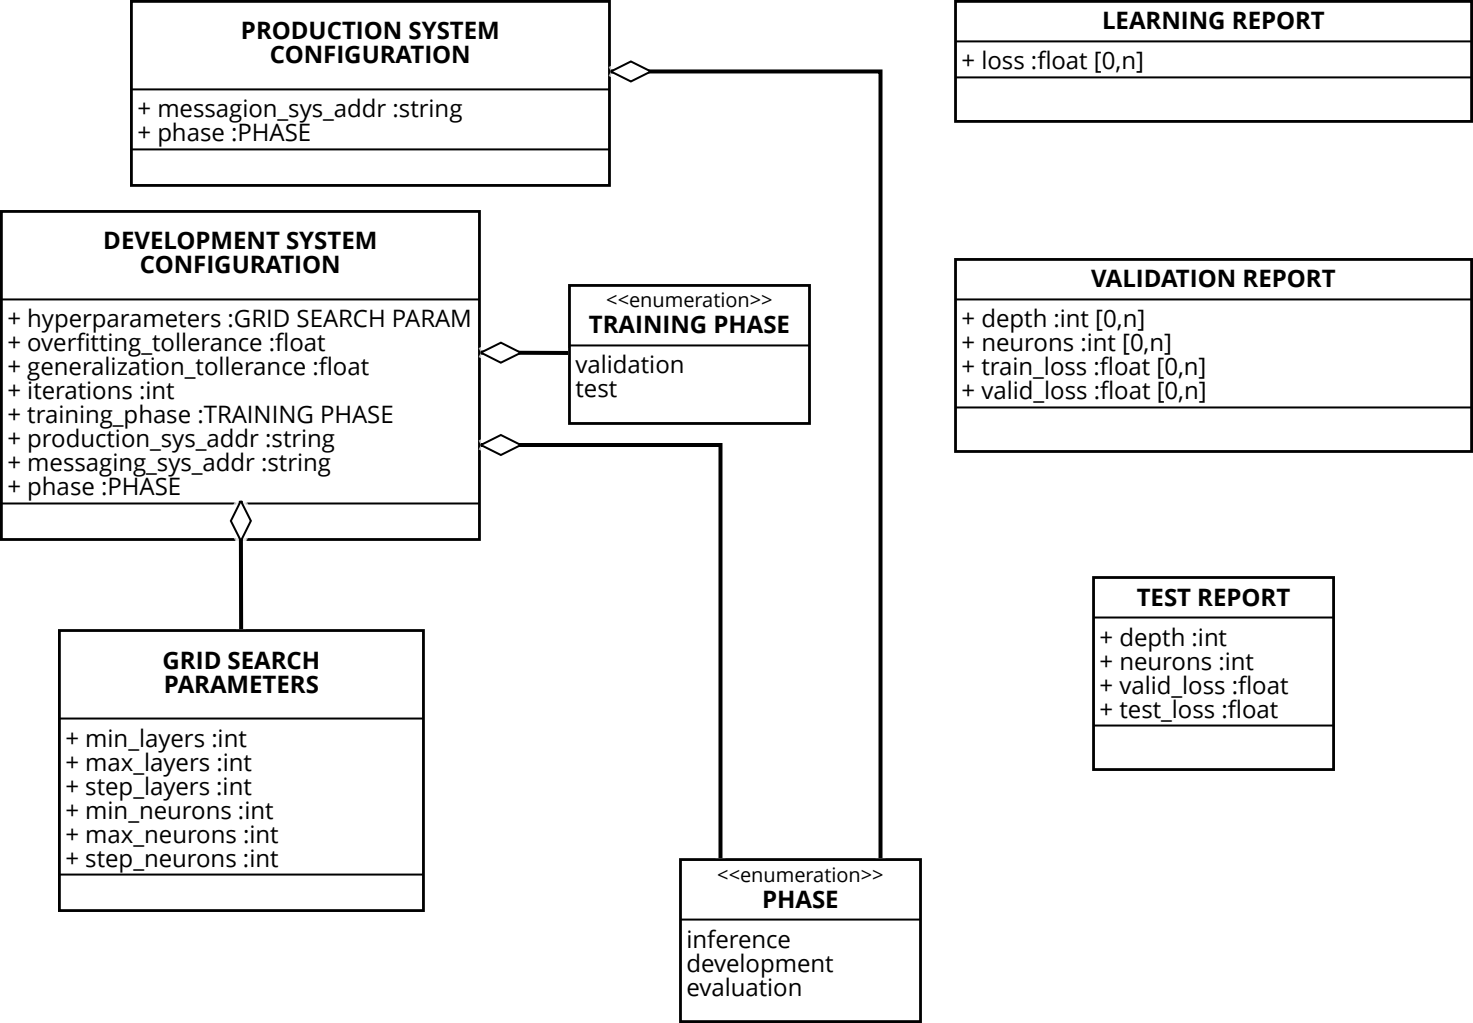 PRODUCTION SYSTEM
CONFIGURATION
+ messagion_sys_addr :string
+ phase :PHASE
LEARNING REPORT
+ loss :float [0,n]
DEVELOPMENT SYSTEM
CONFIGURATION
+ hyperparameters :GRID SEARCH PARAM
+ overfitting_tollerance :float
+ generalization_tollerance :float
+ iterations :int
+ training_phase :TRAINING PHASE
+ production_sys_addr :string
+ messaging_sys_addr :string
+ phase :PHASE
<<enumeration>>
TRAINING PHASE
validation
test
VALIDATION REPORT
+ depth :int [0,n]
+ neurons :int [0,n]
+ train_loss :float [0,n]
+ valid_loss :float [0,n]
TEST REPORT
+ depth :int
+ neurons :int
+ valid_loss :float
+ test_loss :float
GRID SEARCH
PARAMETERS
+ min_layers :int
+ max_layers :int
+ step_layers :int
+ min_neurons :int
+ max_neurons :int
+ step_neurons :int
<<enumeration>>
PHASE
inference
development
evaluation